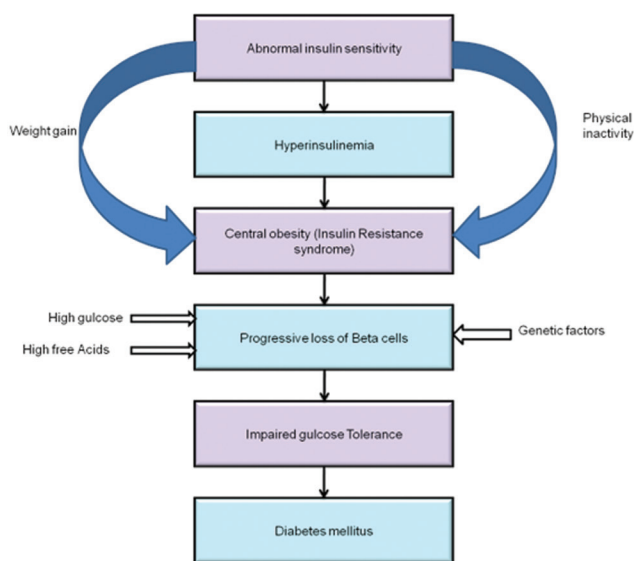 Abnormal insulin sensitivity
Weight gain
Physical
inactivity
Hyperinsulinemia
Central obesity (Insulin Resistance
syndrome)
High gulcose
High free Acids
Progressive loss of Beta cells
Genetic factors
Impaired gulcose Tolerance
Diabetes mellitus